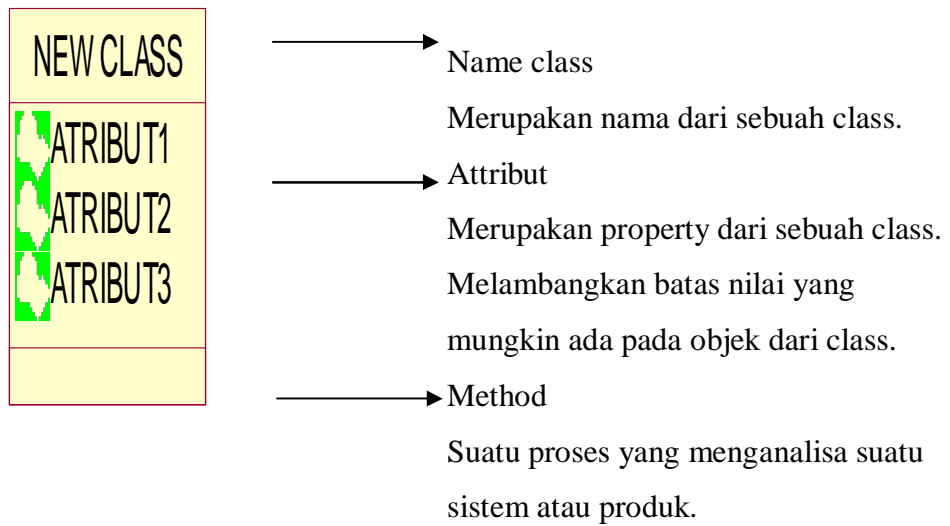 NEW CLASS
ATRIBUT1
ATRIBUT2
ATRIBUT3
Name class
Merupakan nama dari sebuah class.
Attribut
Merupakan property dari sebuah class.
Melambangkan batas nilai yang
mungkin ada pada objek dari class.
Method
Suatu proses yang menganalisa suatu
sistem atau produk.